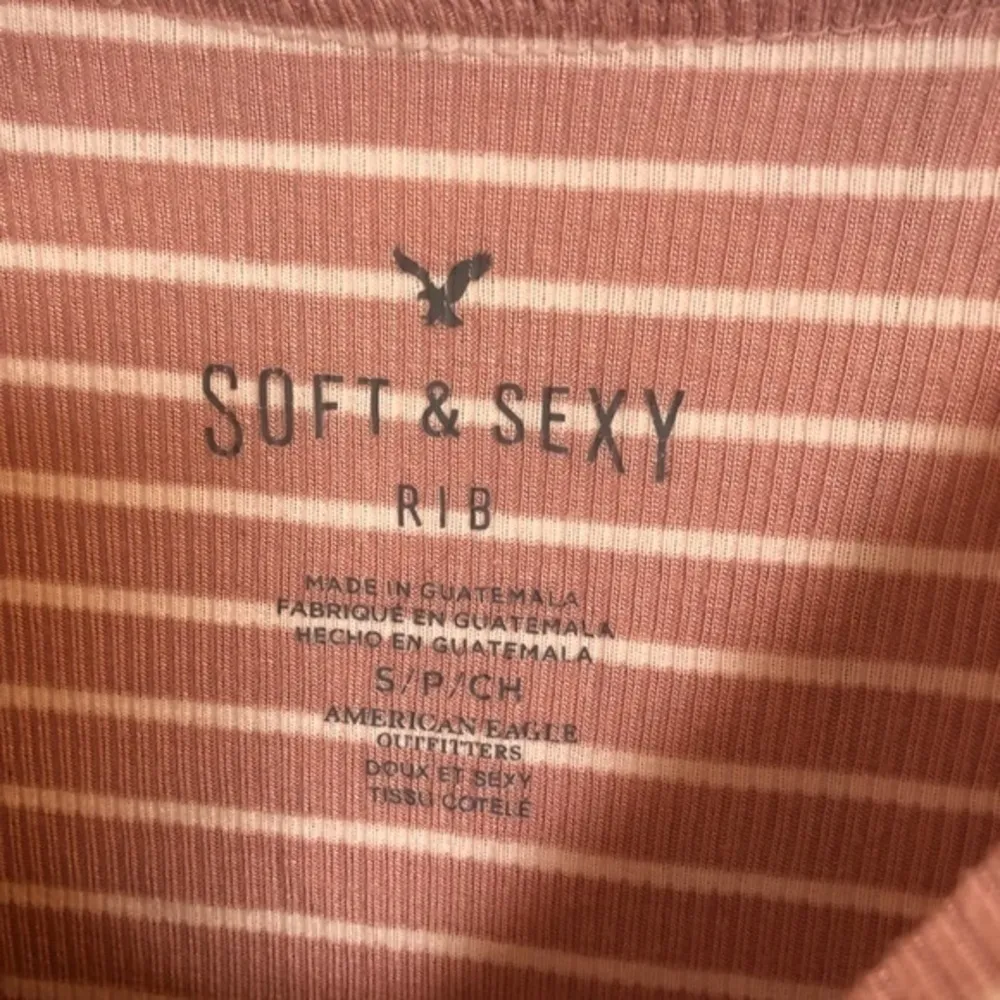 SOFT & SEXY
RIB
MADE IN GUATEMALA
FABRIQUÉ EN GUATEMALA
HECHO EN GUATEMALA
S/P/CH
AMERICAN EAGLE
OUTFITTERS
DOUX ET SEXY
TISSU CÔTELÉ